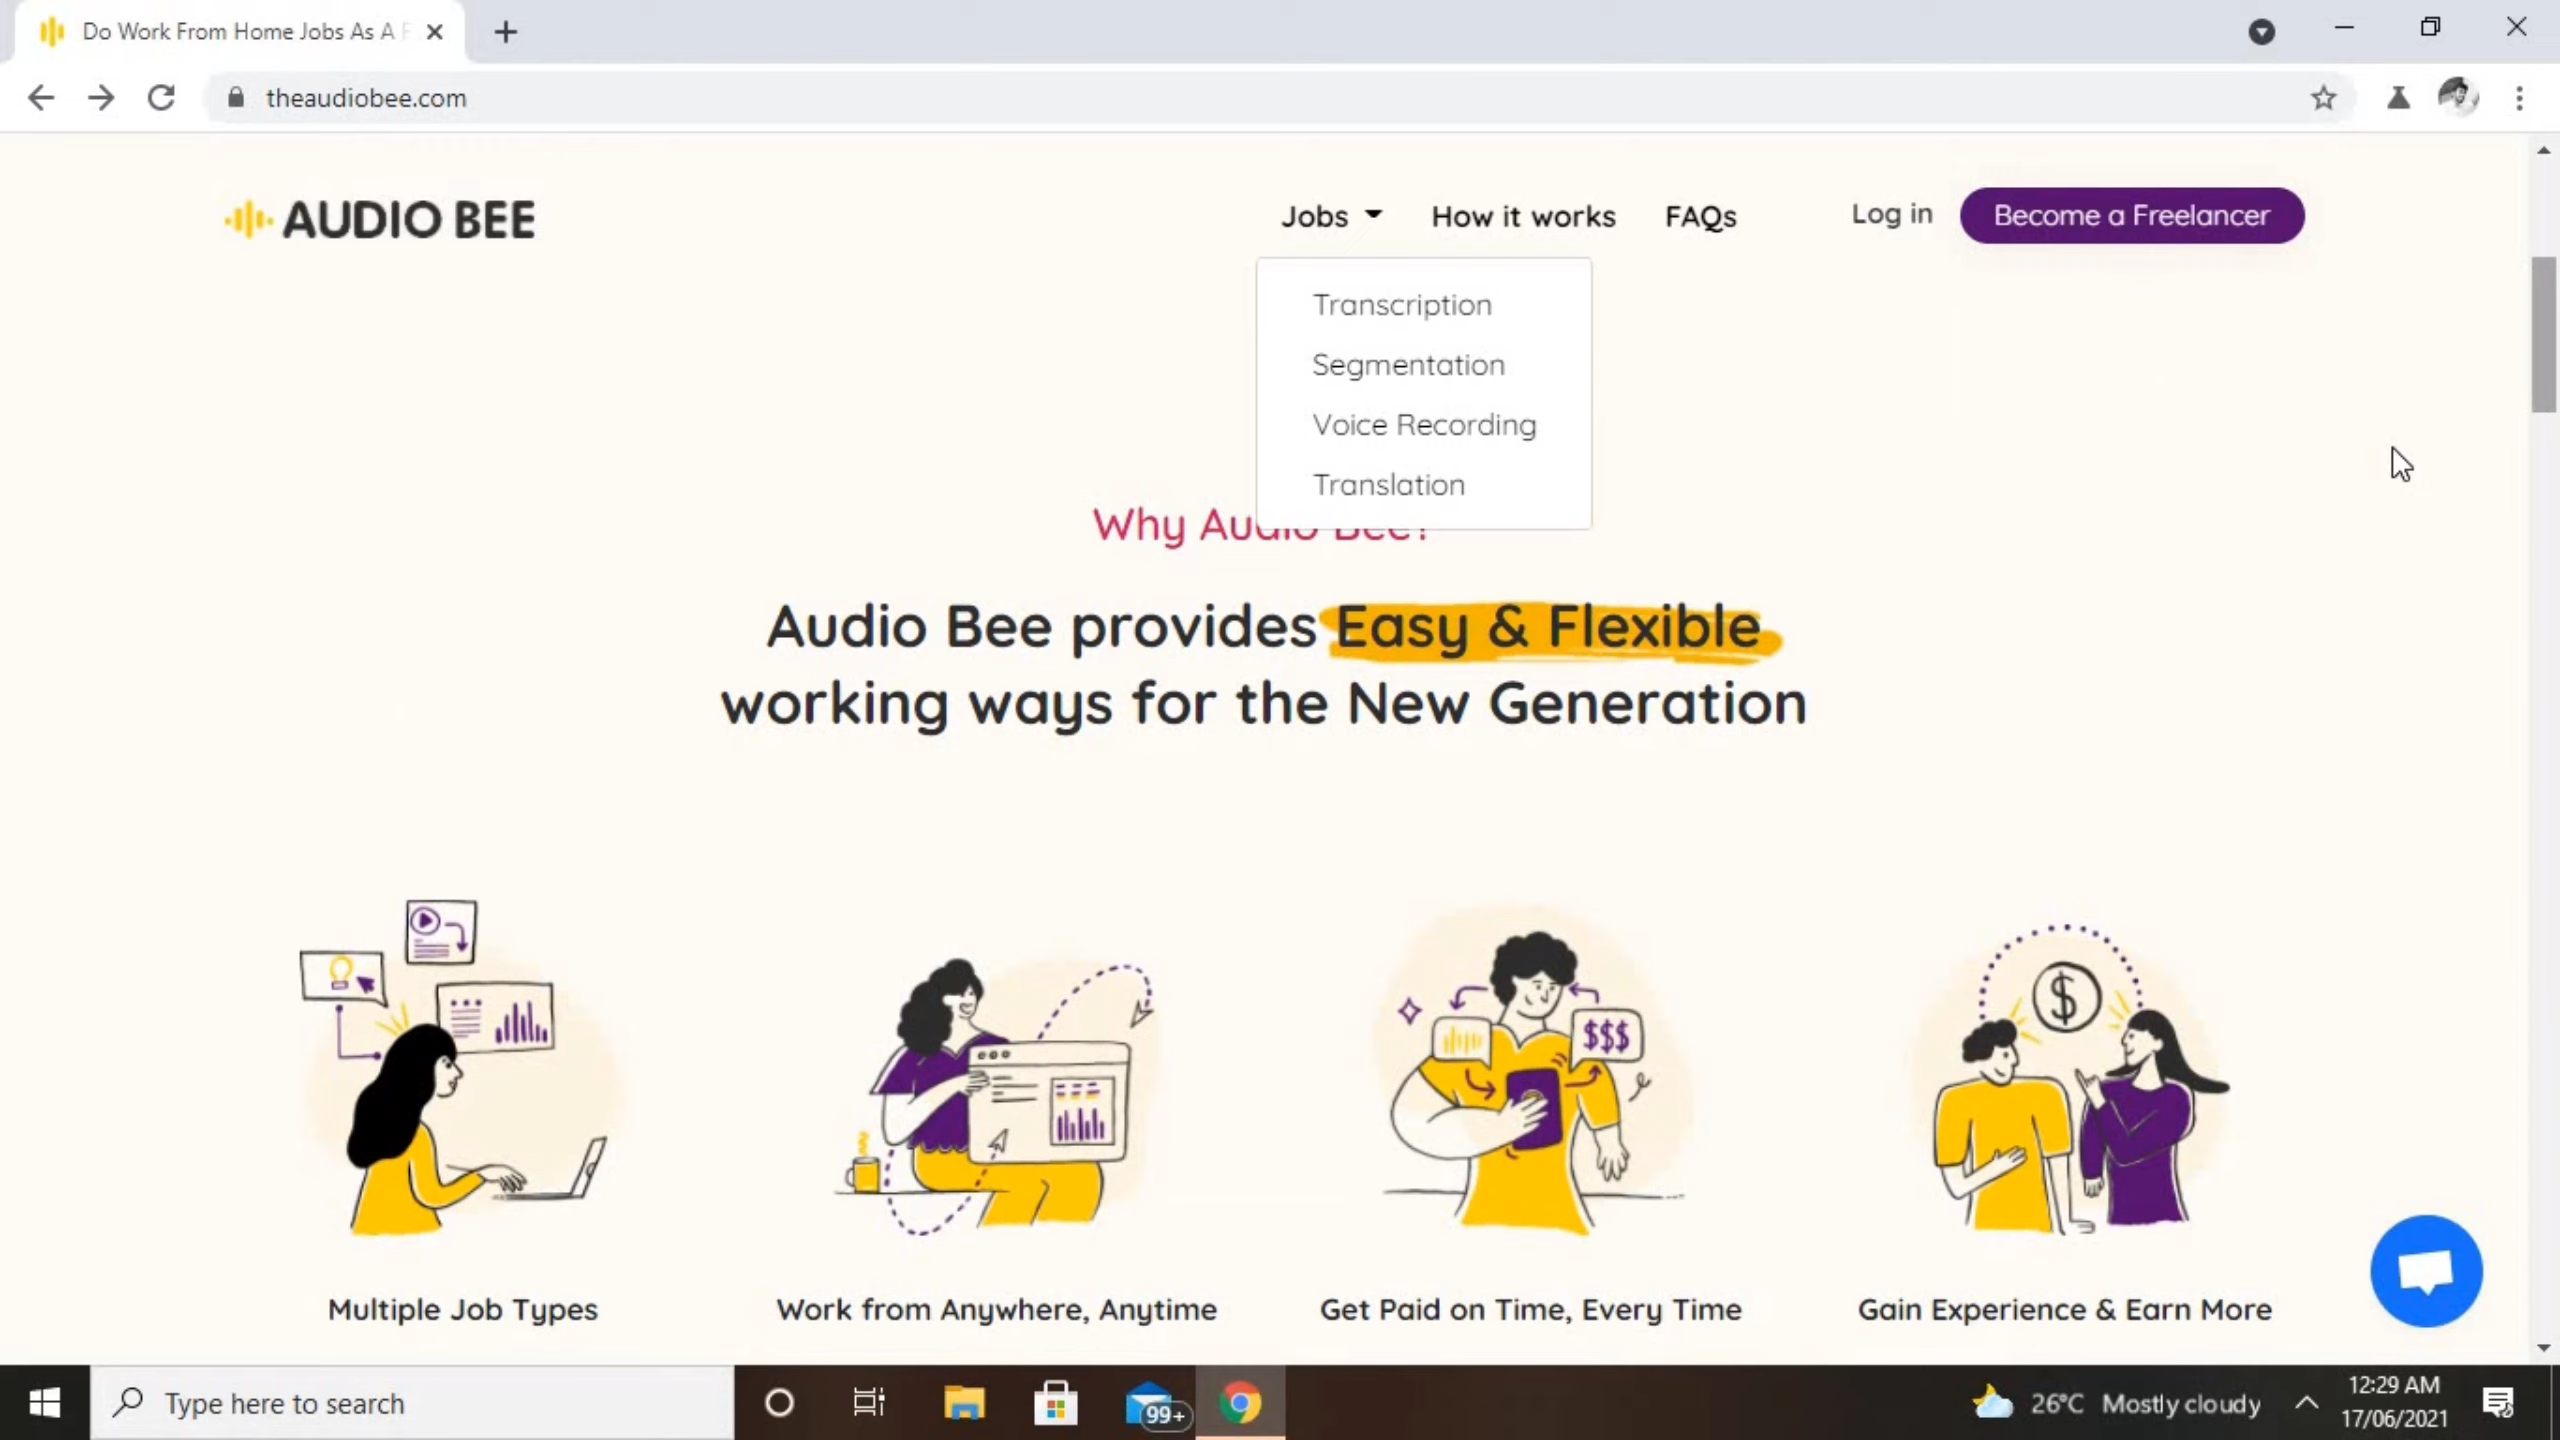 Do Work From Home Jobs As A F
theaudiobee.com
AUDIO BEE
Jobs
How it works
FAQs
Log in
Become a Freelancer
Transcription
Segmentation
Voice Recording
Translation
Why Audio Bee?
Audio Bee provides Easy & Flexible
working ways for the New Generation
$$$
$
Multiple Job Types
Work from Anywhere, Anytime
Get Paid on Time, Every Time
Gain Experience & Earn More
Type here to search
99+
26°C Mostly cloudy
12:29 AM
17/06/2021